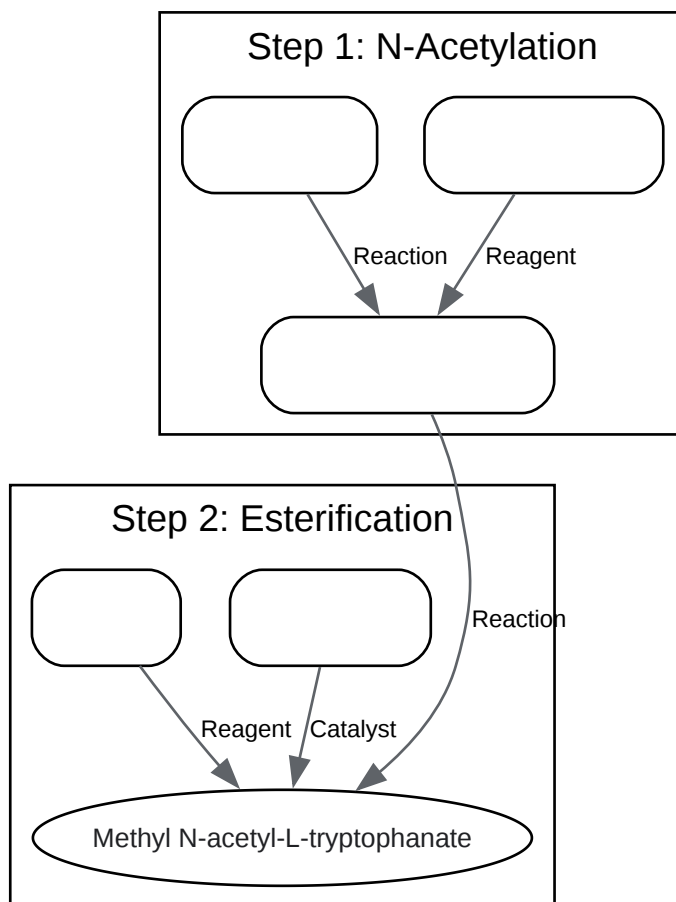 Step 1: N-Acetylation
Reaction
Reagent
Step 2: Esterification
Reaction
Reagent
Catalyst
Methyl N-acetyl-L-tryptophanate